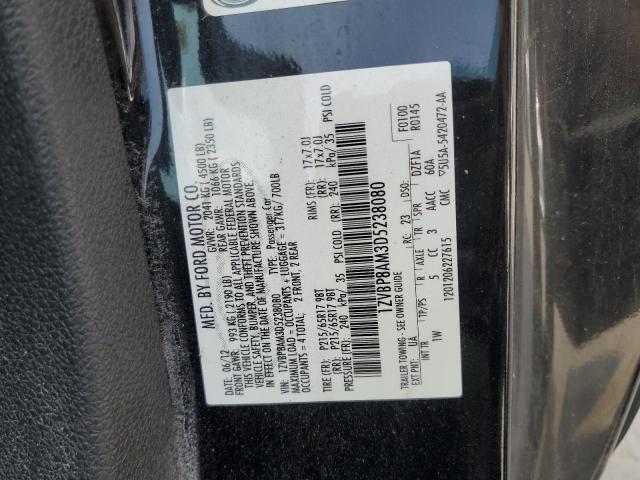 MFD. BY FORD MOTOR CO.
DATE: 06/12 GVWR: 2041 KG ( 4500 LB)
FRONT GAWR: 993 KG ( 2190 LB) REAR GAWR: 1066 KG ( 2350 LB)
THIS VEHICLE CONFORMS TO ALL APPLICABLE FEDERAL MOTOR
VEHICLE SAFETY, BUMPER, AND THEFT PREVENTION STANDARDS
IN EFFECT ON THE DATE OF MANUFACTURE SHOWN ABOVE.
VIN: 1ZVBP8AM3D5238080 TYPE: Passenger Car
MAXIMUM LOAD = OCCUPANTS + LUGGAGE = 317KG/700LB
OCCUPANTS = 4 TOTAL: 2 FRONT, 2 REAR
TIRE (FR): P215/65R17 98T RIMS (FR): 17x7.0J
TIRE (RR): P215/65R17 98T (RR): 17x7.0J
PRESSURE (FR): 240 kPa/ 35 PSI COLD (RR): 240 kPa/ 35 PSI COLD
1ZVBP8AM3D5238080
TRAILER TOWING - SEE OWNER GUIDE F0100
R0145
EXT PNT: UA RC: 23 DSO: DZF1A
INT TR TP/PS R AXLE TR SPR 60A
1W 5 CC 3 AACC CMC ▽5U5A-5420472-AA
1201206227615